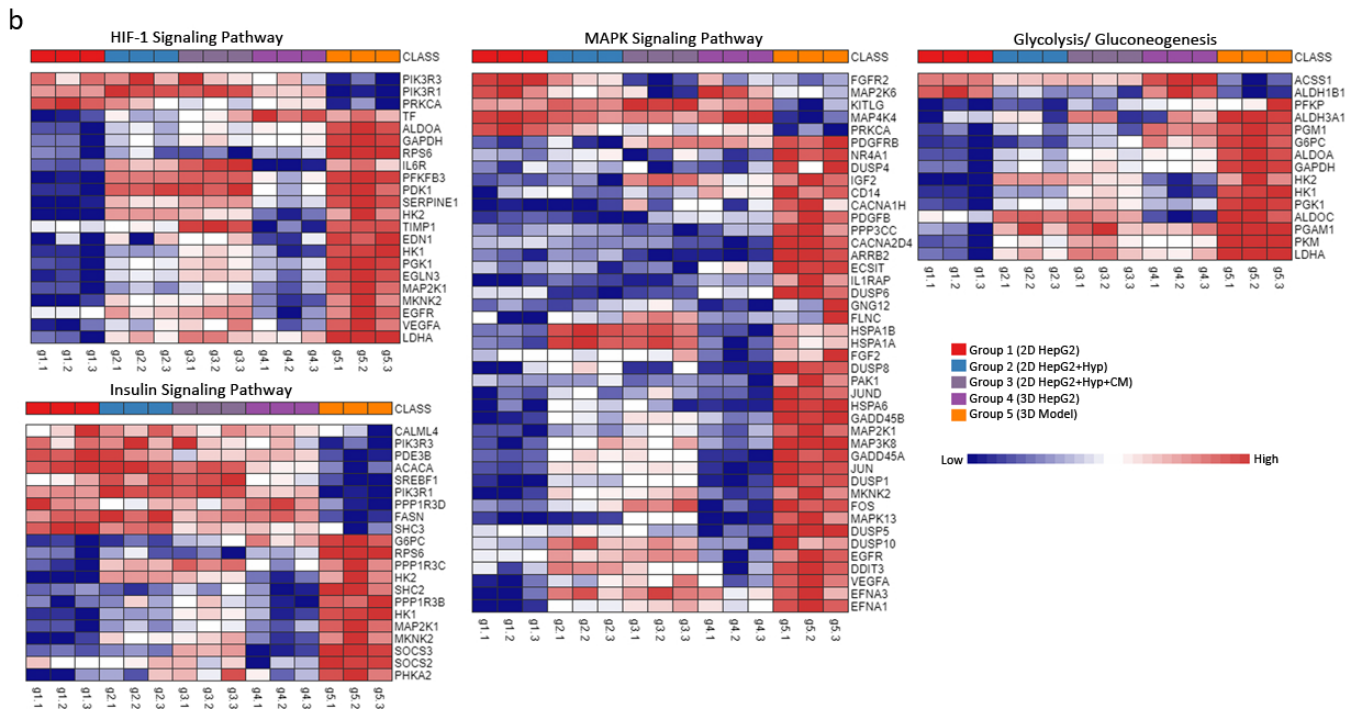 b
HIF-1 Signaling Pathway
CLASS
PIK3R3
PIK3R1
PRKCA
TF
ALDOA
GAPDH
RPS6
IL6R
PFKFB3
PDK1
SERPINE1
HK2
TIMP1
EDN1
HK1
PGK1
EGLN3
MAP2K1
MKNK2
EGFR
VEGFA
LDHA
g1.1 g1.2 g1.3 g2.1 g2.2 g2.3 g3.1 g3.2 g3.3 g4.1 g4.2 g4.3 g5.1 g5.2 g5.3
Insulin Signaling Pathway
CLASS
CALML4
PIK3R3
PDE3B
ACACA
SREBF1
PIK3R1
PPP1R3D
FASN
SHC3
G6PC
RPS6
PPP1R3C
HK2
SHC2
PPP1R3B
HK1
MAP2K1
MKNK2
SOCS3
SOCS2
PHKA2
g1.1 g1.2 g1.3 g2.1 g2.2 g2.3 g3.1 g3.2 g3.3 g4.1 g4.2 g4.3 g5.1 g5.2 g5.3
MAPK Signaling Pathway
CLASS
FGFR2
MAP2K6
KITLG
MAP4K4
PRKCA
PDGFRB
NR4A1
DUSP4
IGF2
CD14
CACNA1H
PDGFB
PPP3CC
CACNA2D4
ARRB2
ECSIT
IL1RAP
DUSP6
GNG12
FLNC
HSPA1B
HSPA1A
FGF2
DUSP8
PAK1
JUND
HSPA6
GADD45B
MAP2K1
MAP3K8
GADD45A
JUN
DUSP1
MKNK2
FOS
MAPK13
DUSP5
DUSP10
EGFR
DDIT3
VEGFA
EFNA3
EFNA1
g1.1 g1.2 g1.3 g2.1 g2.2 g2.3 g3.1 g3.2 g3.3 g4.1 g4.2 g4.3 g5.1 g5.2 g5.3
Glycolysis/ Gluconeogenesis
CLASS
ACSS1
ALDH1B1
PFKP
ALDH3A1
PGM1
G6PC
ALDOA
GAPDH
HK2
HK1
PGK1
ALDOC
PGAM1
PKM
LDHA
g1.1 g1.2 g1.3 g2.1 g2.2 g2.3 g3.1 g3.2 g3.3 g4.1 g4.2 g4.3 g5.1 g5.2 g5.3
Group 1 (2D HepG2)
Group 2 (2D HepG2+Hyp)
Group 3 (2D HepG2+Hyp+CM)
Group 4 (3D HepG2)
Group 5 (3D Model)
Low High